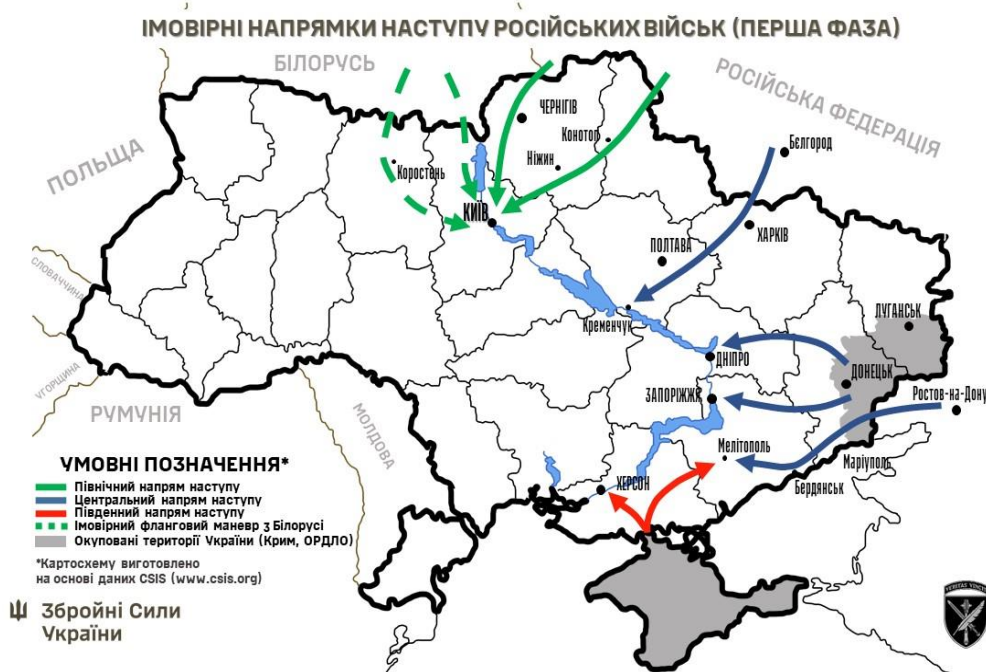 ІМОВІРНІ НАПРЯМКИ НАСТУПУ РОСІЙСЬКИХ ВІЙСЬК (ПЕРША ФАЗА)
БІЛОРУСЬ
РОСІЙСЬКА ФЕДЕРАЦІЯ
ПОЛЬЩА
ЧЕРНІГІВ
Конотоп
Ніжин
Коростень
Бєлгород
КИЇВ
ХАРКІВ
ПОЛТАВА
СЛОВАЧЧИНА
Кременчук
ЛУГАНСЬК
УГОРЩИНА
ДНІПРО
ДОНЕЦЬК
РУМУНІЯ
ЗАПОРІЖЖЯ
Ростов-на-Дону
МОЛДОВА
Мелітополь
Маріуполь
Бердянськ
ХЕРСОН
УМОВНІ ПОЗНАЧЕННЯ*
Північний напрям наступу
Центральний напрям наступу
Південний напрям наступу
Імовірний фланговий маневр з Білорусі
Окуповані території України (Крим, ОРДЛО)
*Картосхему виготовлено
на основі даних CSIS (www.csis.org)
Збройні Сили
України